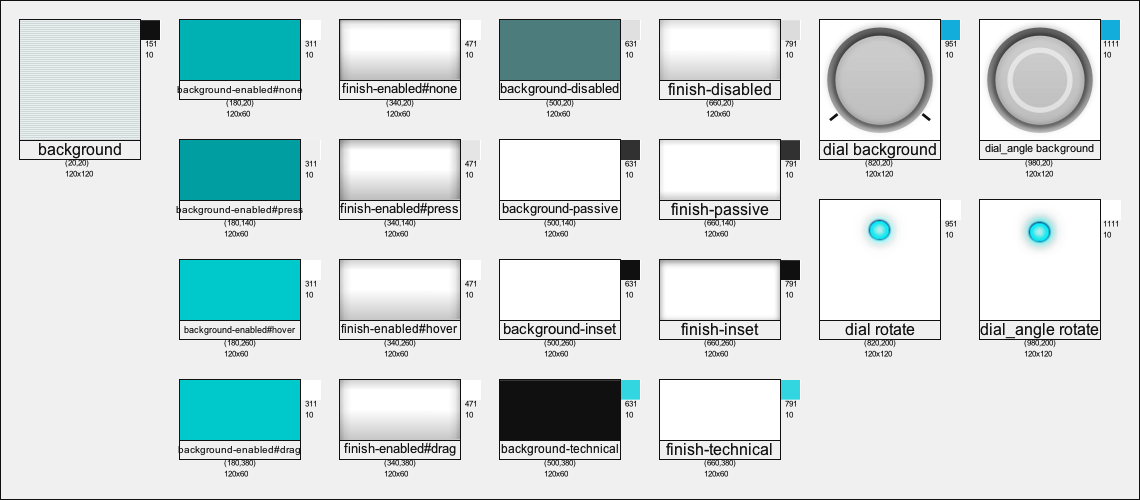 151
10
background
(20,20)
120x120
311
10
background-enabled#none
(180,20)
120x60
471
10
finish-enabled#none
(340,20)
120x60
631
10
background-disabled
(500,20)
120x60
791
10
finish-disabled
(660,20)
120x60
951
10
dial background
(820,20)
120x120
1111
10
dial_angle background
(980,20)
120x120
311
10
background-enabled#press
(180,140)
120x60
471
10
finish-enabled#press
(340,140)
120x60
631
10
background-passive
(500,140)
120x60
791
10
finish-passive
(660,140)
120x60
951
10
dial rotate
(820,200)
120x120
1111
10
dial_angle rotate
(980,200)
120x120
311
10
background-enabled#hover
(180,260)
120x60
471
10
finish-enabled#hover
(340,260)
120x60
631
10
background-inset
(500,260)
120x60
791
10
finish-inset
(660,260)
120x60
311
10
background-enabled#drag
(180,380)
120x60
471
10
finish-enabled#drag
(340,380)
120x60
631
10
background-technical
(500,380)
120x60
791
10
finish-technical
(660,380)
120x60